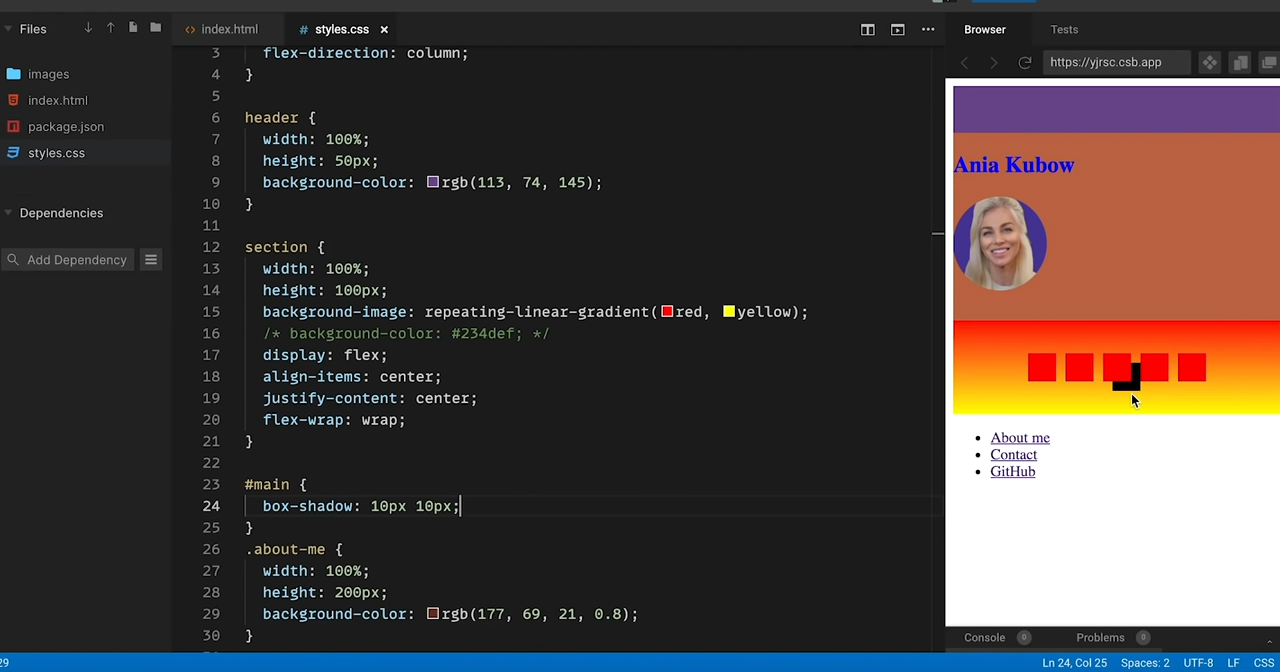 Files
index.html
styles.css
Browser
Tests
https://yjrsc.csb.app
images
index.html
package.json
styles.css
Dependencies
Add Dependency
3 flex-direction: column;
4 }
5
6 header {
7 width: 100%;
8 height: 50px;
9 background-color: rgb(113, 74, 145);
10 }
11
12 section {
13 width: 100%;
14 height: 100px;
15 background-image: repeating-linear-gradient(red, yellow);
16 /* background-color: #234def; */
17 display: flex;
18 align-items: center;
19 justify-content: center;
20 flex-wrap: wrap;
21 }
22
23 #main {
24 box-shadow: 10px 10px;
25 }
26 .about-me {
27 width: 100%;
28 height: 200px;
29 background-color: rgb(177, 69, 21, 0.8);
30 }
Ania Kubow
About me
Contact
GitHub
Console 0
Problems 0
29
Ln 24, Col 25
Spaces: 2
UTF-8
LF
CSS